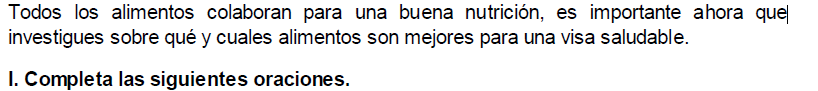 Todos los alimentos colaboran para una buena nutrición, es importante ahora que
investigues sobre qué y cuales alimentos son mejores para una visa saludable.
I. Completa las siguientes oraciones.